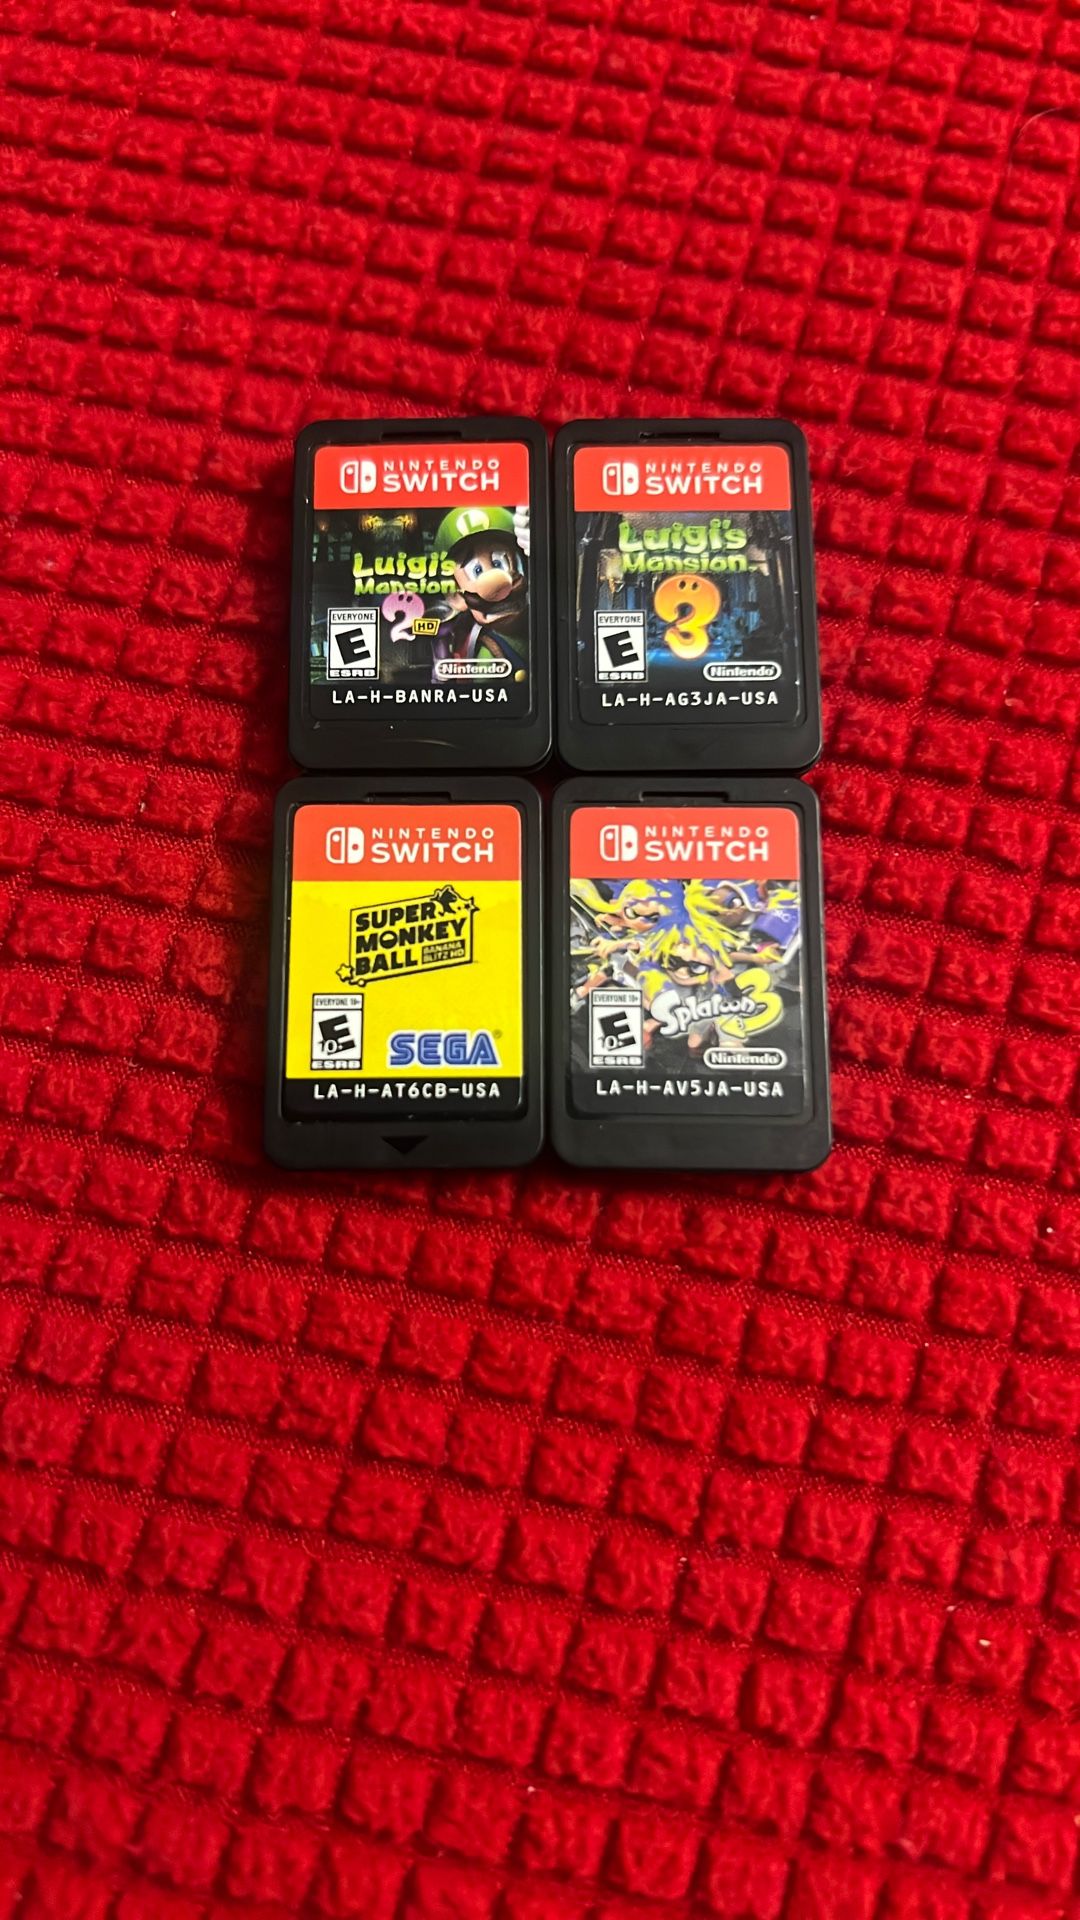 NINTENDO
SWITCH
Luigi's
Mansion
2 HD
EVERYONE
E
ESRB
Nintendo
LA-H-BANRA-USA
NINTENDO
SWITCH
Luigi's
Mansion
3
EVERYONE
E
ESRB
Nintendo
LA-H-AG3JA-USA
NINTENDO
SWITCH
SUPER
MONKEY
BALL
BANANA
BLITZ HD
EVERYONE 10+
E
10+
ESRB
SEGA®
LA-H-AT6CB-USA
NINTENDO
SWITCH
Splatoon 3
EVERYONE 10+
E
10+
ESRB
Nintendo
LA-H-AV5JA-USA